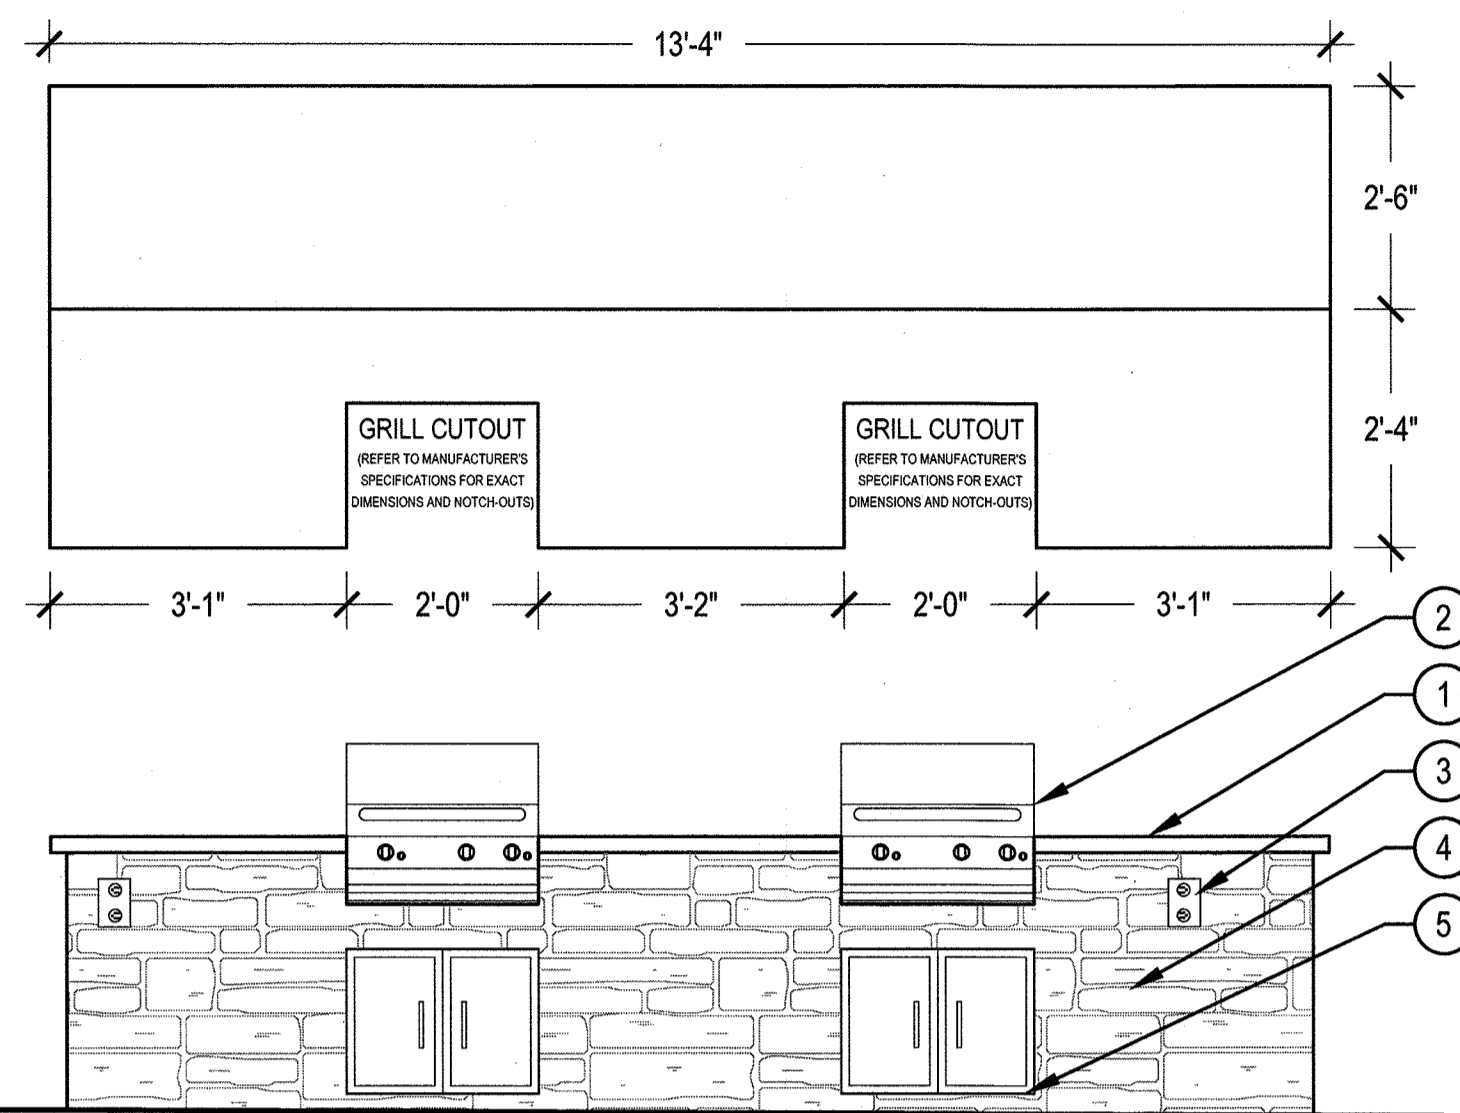 13'-4"
2'-6"
2'-4"
GRILL CUTOUT
(REFER TO MANUFACTURER'S
SPECIFICATIONS FOR EXACT
DIMENSIONS AND NOTCH-OUTS)
GRILL CUTOUT
(REFER TO MANUFACTURER'S
SPECIFICATIONS FOR EXACT
DIMENSIONS AND NOTCH-OUTS)
3'-1"
2'-0"
3'-2"
2'-0"
3'-1"
2
1
3
4
5